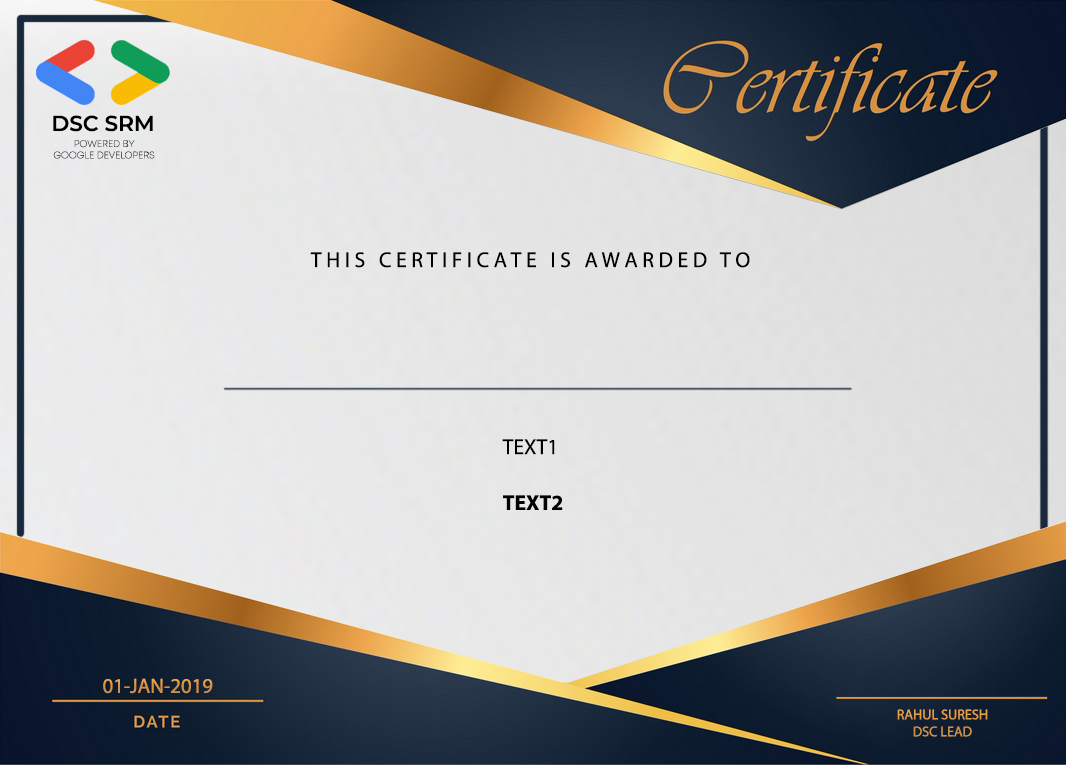 Certificate
DSC SRM
POWERED BY
GOOGLE DEVELOPERS
THIS CERTIFICATE IS AWARDED TO
TEXT1
TEXT2
01-JAN-2019
DATE
RAHUL SURESH
DSC LEAD